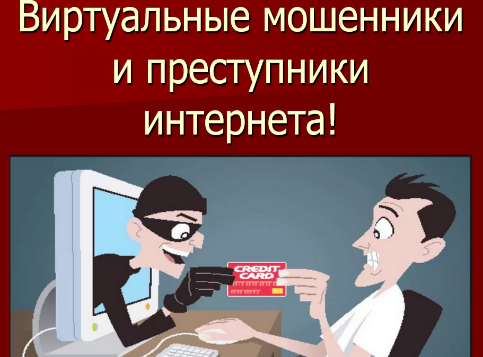 Виртуальные мошенники
и преступники
интернета!
CREDIT
CARD